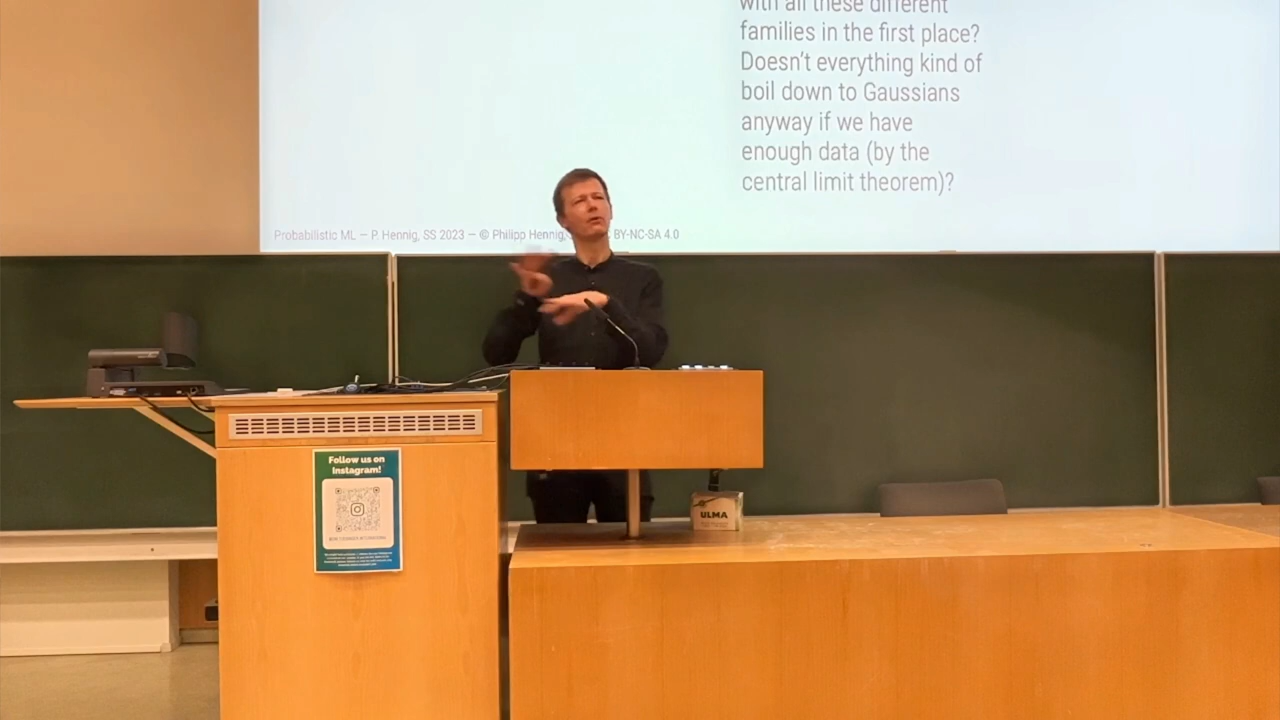 with all these different
families in the first place?
Doesn't everything kind of
boil down to Gaussians
anyway if we have
enough data (by the
central limit theorem)?
Probabilistic ML — P. Hennig, SS 2023 — © Philipp Hennig, BY-NC-SA 4.0
Follow us on
Instagram!
ULMA